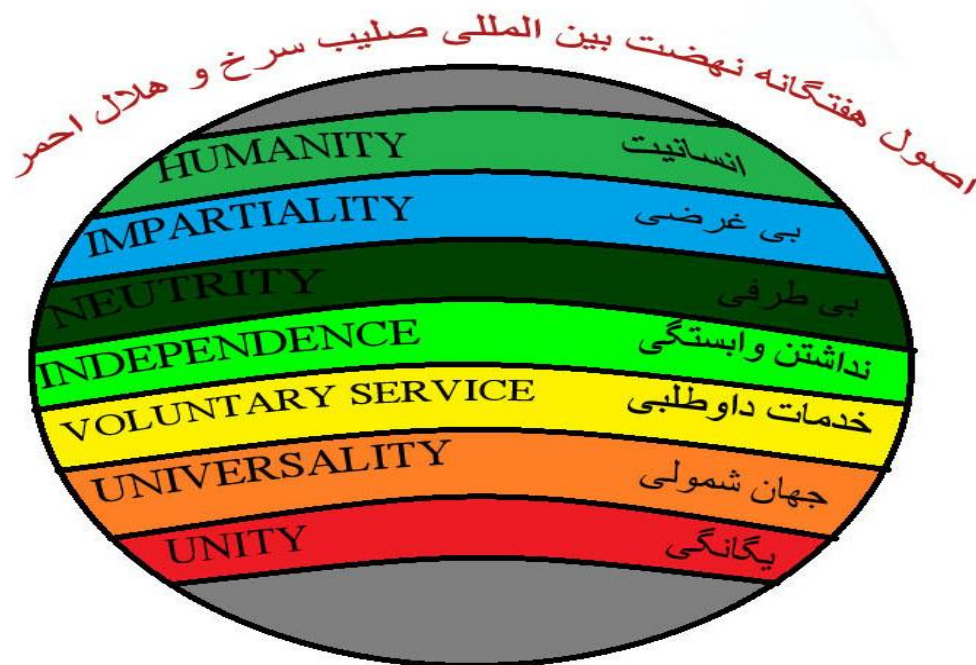 اصول هفتگانه نهضت بین المللی صلیب سرخ و هلال احمر
HUMANITY انسانیت
IMPARTIALITY بی غرضی
NEUTRITY بی طرفی
INDEPENDENCE نداشتن وابستگی
VOLUNTARY SERVICE خدمات داوطلبی
UNIVERSALITY جهان شمولی
UNITY یگانگی